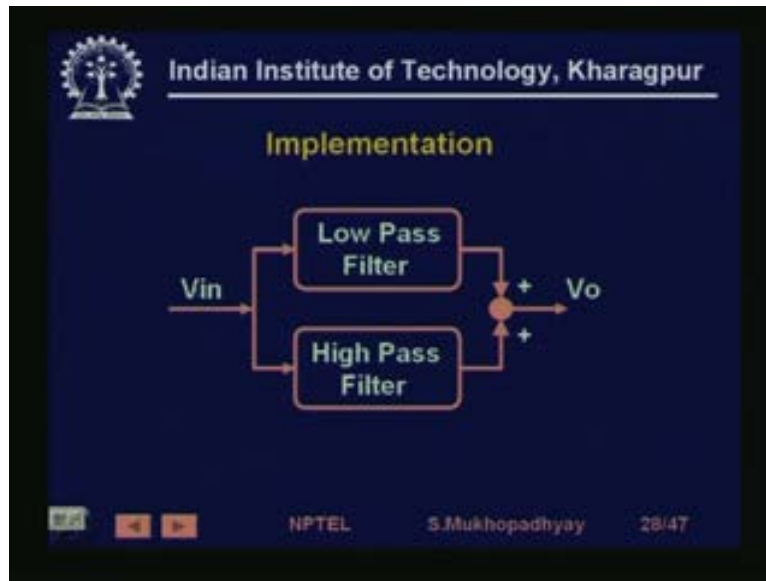 Indian Institute of Technology, Kharagpur
Implementation
Low Pass
Filter
Vin
+
Vo
+
High Pass
Filter
NPTEL
S.Mukhopadhyay
28/47